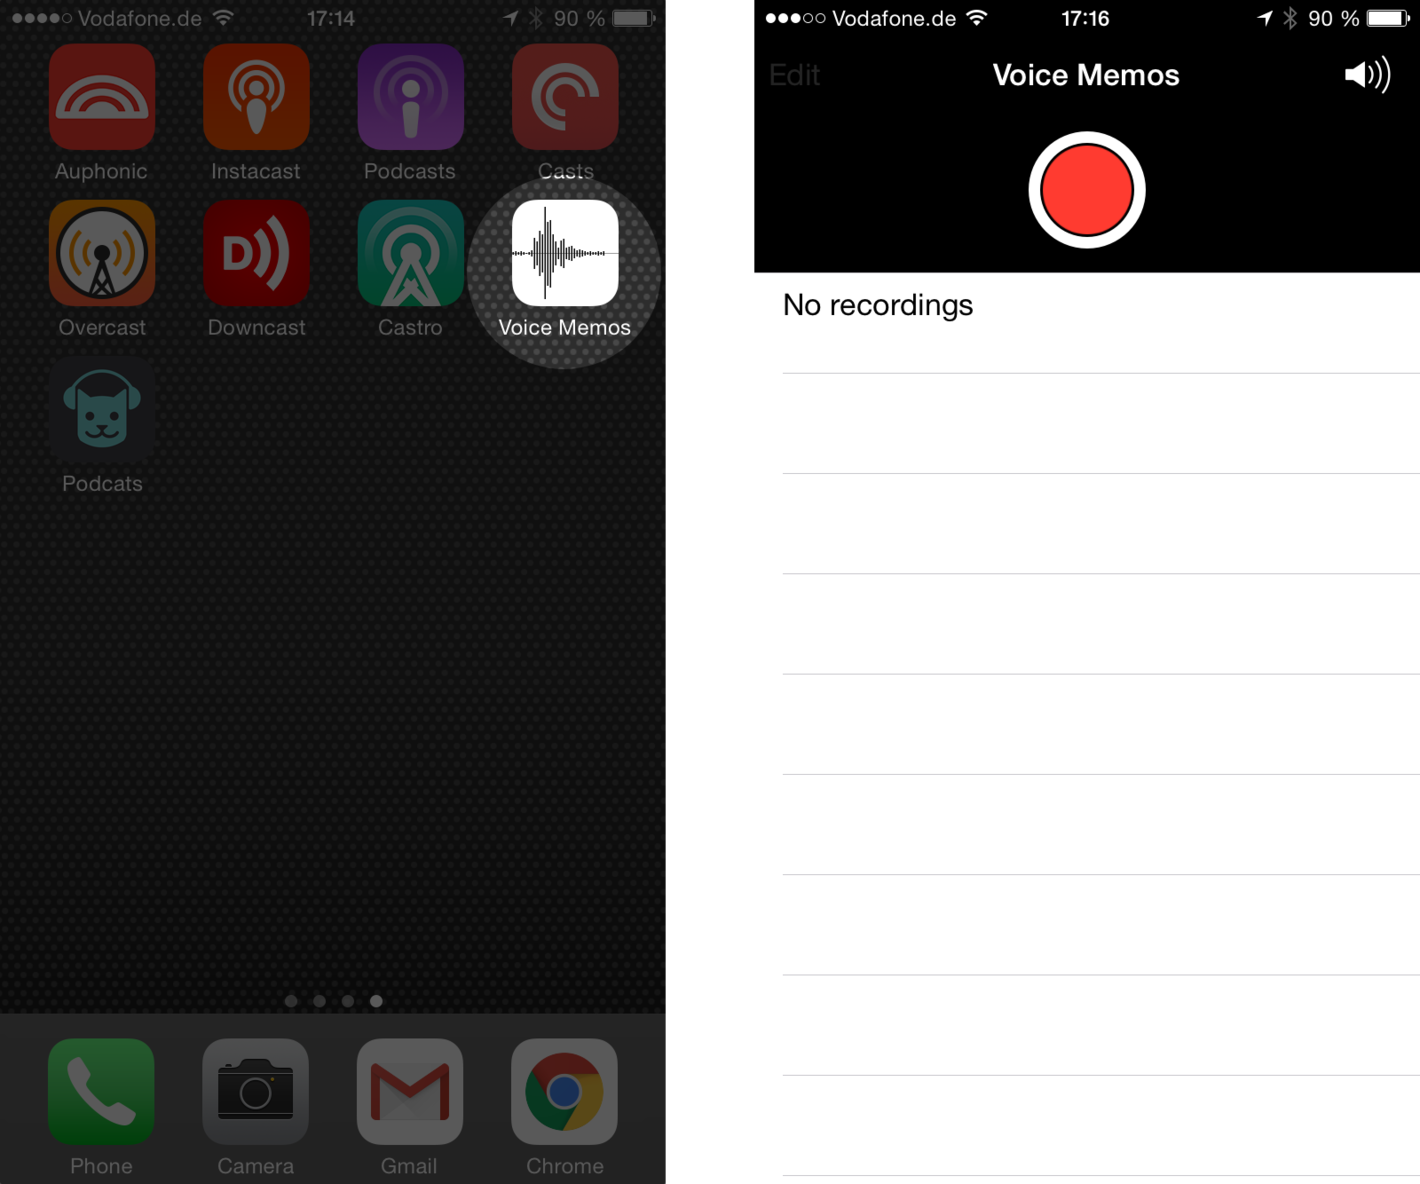 Vodafone.de 17:14 90 %
Auphonic Instacast Podcasts Casts
D
Overcast Downcast Castro Voice Memos
Podcats
Phone Camera Gmail Chrome
Vodafone.de 17:16 90 %
Edit Voice Memos
No recordings